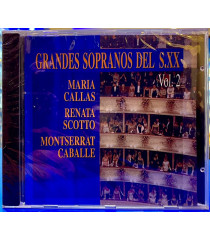 GRANDES SOPRANOS DEL S.XX
Vol. 2
MARIA
CALLAS
RENATA
SCOTTO
MONTSERRAT
CABALLE